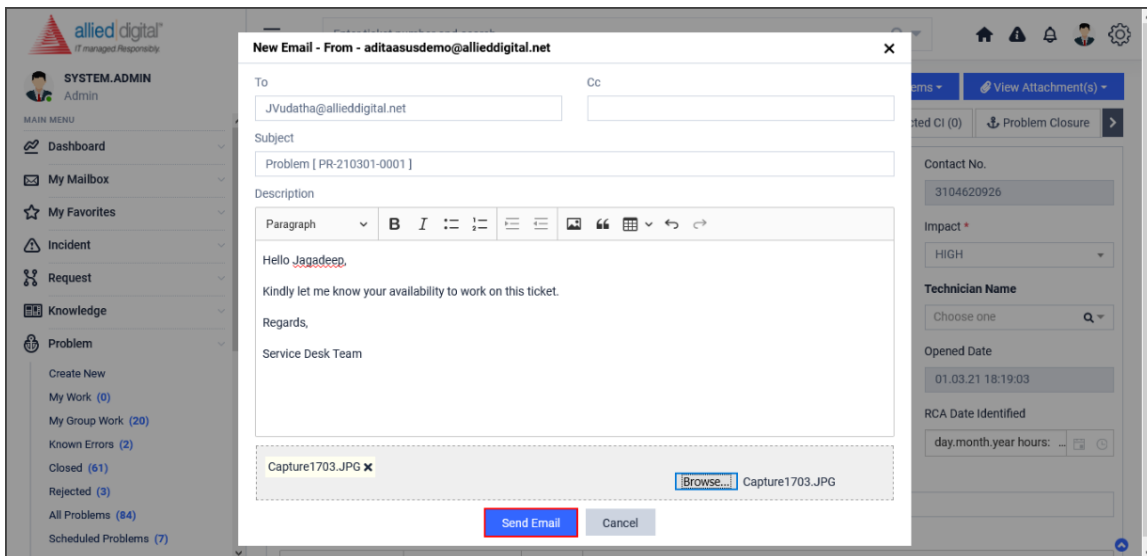 allied digital™
IT managed Responsibly.
SYSTEM.ADMIN
Admin
MAIN MENU
Dashboard
My Mailbox
My Favorites
Incident
Request
Knowledge
Problem
Create New
My Work (0)
My Group Work (20)
Known Errors (2)
Closed (61)
Rejected (3)
All Problems (84)
Scheduled Problems (7)
New Email - From - aditaasusdemo@allieddigital.net
To
Cc
JVudatha@allieddigital.net
Subject
Problem [ PR-210301-0001 ]
Description
Paragraph
Hello Jagadeep,
Kindly let me know your availability to work on this ticket.
Regards,
Service Desk Team
Capture1703.JPG
Browse... Capture1703.JPG
Send Email
Cancel
View Attachment(s)
CI (0)
Problem Closure
Contact No.
3104620926
Impact *
HIGH
Technician Name
Choose one
Opened Date
01.03.21 18:19:03
RCA Date Identified
day.month.year hours: ...